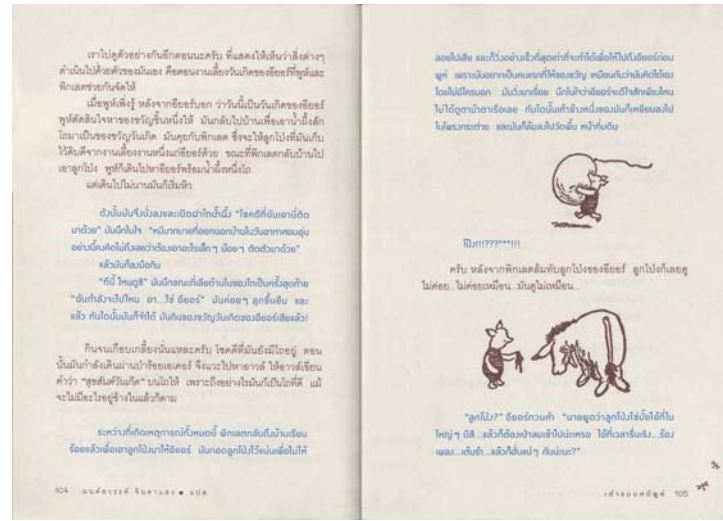 เราไปดูตัวอย่างกันอีกตอนนะครับ ที่แสดงให้เห็นว่าสิ่งต่างๆ
ดำเนินไปด้วยตัวของมันเอง คือตอนงานเลี้ยงวันเกิดของอียอร์ที่พูห์และ
พิกเลตช่วยกันจัดให้
เมื่อพูห์เพิ่งรู้ หลังจากอียอร์บอก ว่าวันนี้เป็นวันเกิดของอียอร์
พูห์ตัดสินใจหาของขวัญชิ้นหนึ่งให้ มันกลับไปบ้านเพื่อเอาน้ำผึ้งสัก
โถมาเป็นของขวัญวันเกิด มันคุยกับพิกเลต ซึ่งจะให้ลูกโป่งที่มันเก็บ
ไว้คืนดีจากงานเลี้ยงงานหนึ่งแก่อียอร์ด้วย ขณะที่พิกเลตกลับบ้านไป
เอาลูกโป่ง พูห์ก็เดินไปหาอียอร์พร้อมน้ำผึ้งหนึ่งโถ
แต่เดินไปไม่นานมันก็เริ่มหิว
ดังนั้นมันจึงนั่งลงและเปิดฝาโถน้ำผึ้ง "โชคดีที่ฉันเอานี่ติด
มาด้วย" มันนึกในใจ "หมีมากมายที่ออกนอกบ้านในวันอากาศอบอุ่น
อย่างนี้คงคิดไม่ถึงเลยว่าต้องเอาอะไรเล็กๆ น้อยๆ ติดตัวมาด้วย"
แล้วมันก็ลงมือกิน
"ทีนี้ ไหนดูซิ" มันนึกขณะที่เลียด้านในของโถเป็นครั้งสุดท้าย
"ฉันกำลังจะไปไหน อา...ใช่ อียอร์" มันค่อยๆ ลุกขึ้นยืน และ
แล้ว ทันใดนั้นมันก็จำได้ มันกินของขวัญวันเกิดของอียอร์เสียแล้ว!
กินจนเกือบเกลี้ยงนั่นแหละครับ โชคดีที่มันยังมีโถอยู่ ตอน
นั้นมันกำลังเดินผ่านป่าร้อยเอเคอร์ จึงแวะไปหาอาวล์ ให้อาวล์เขียน
คำว่า "สุขสันต์วันเกิด" บนโถให้ เพราะถึงอย่างไรมันก็เป็นโถที่ดี แม้
จะไม่มีอะไรอยู่ข้างในแล้วก็ตาม
ระหว่างที่เกิดเหตุการณ์ทั้งหมดนี้ พิกเลตกลับถึงบ้านเรียบ
ร้อยแล้วเพื่อเอาลูกโป่งมาให้อียอร์ มันกอดลูกโป่งไว้แน่นเพื่อไม่ให้
104 มนต์สวรรค์ จินดาแสง แปล
ลอยไปเสีย และก็วิ่งอย่างเร็วที่สุดเท่าที่จะทำได้เพื่อให้ไปถึงอียอร์ก่อน
พูห์ เพราะมันอยากเป็นคนแรกที่ให้ของขวัญ เหมือนกับว่ามันคิดได้เอง
โดยไม่มีใครบอก มันวิ่งมาเรื่อย นึกในใจว่าอียอร์จะดีใจสักเพียงไหน
ไม่ได้ดูตาม้าตาเรือเลย ทันใดนั้นเท้าข้างหนึ่งของมันก็เหยียบลงไป
ในโพรงกระต่าย และมันก็ล้มลงไปวัดพื้น หน้าทิ่มดิน
โป๊ง!!!???***!!!
ครับ หลังจากพิกเลตล้มทับลูกโป่งของอียอร์ ลูกโป่งก็เลยดู
ไม่ค่อย...ไม่ค่อยเหมือน...มันดูไม่เหมือน...
"ลูกโป่ง?" อียอร์ทวนคำ "นายพูดว่าลูกโป่งใช่มั้ยไอ้ที่ใบ
ใหญ่ๆ มีสี...แล้วก็ต้องเป่าลมเข้าไปน่ะเหรอ ไอ้ที่เวลารื่นเริง...ร้อง
เพลง...เต้นรำ...แล้วก็ฮั่นแน่ๆ กันน่ะนะ?"
เต๋าแบบหมีพูห์ 105